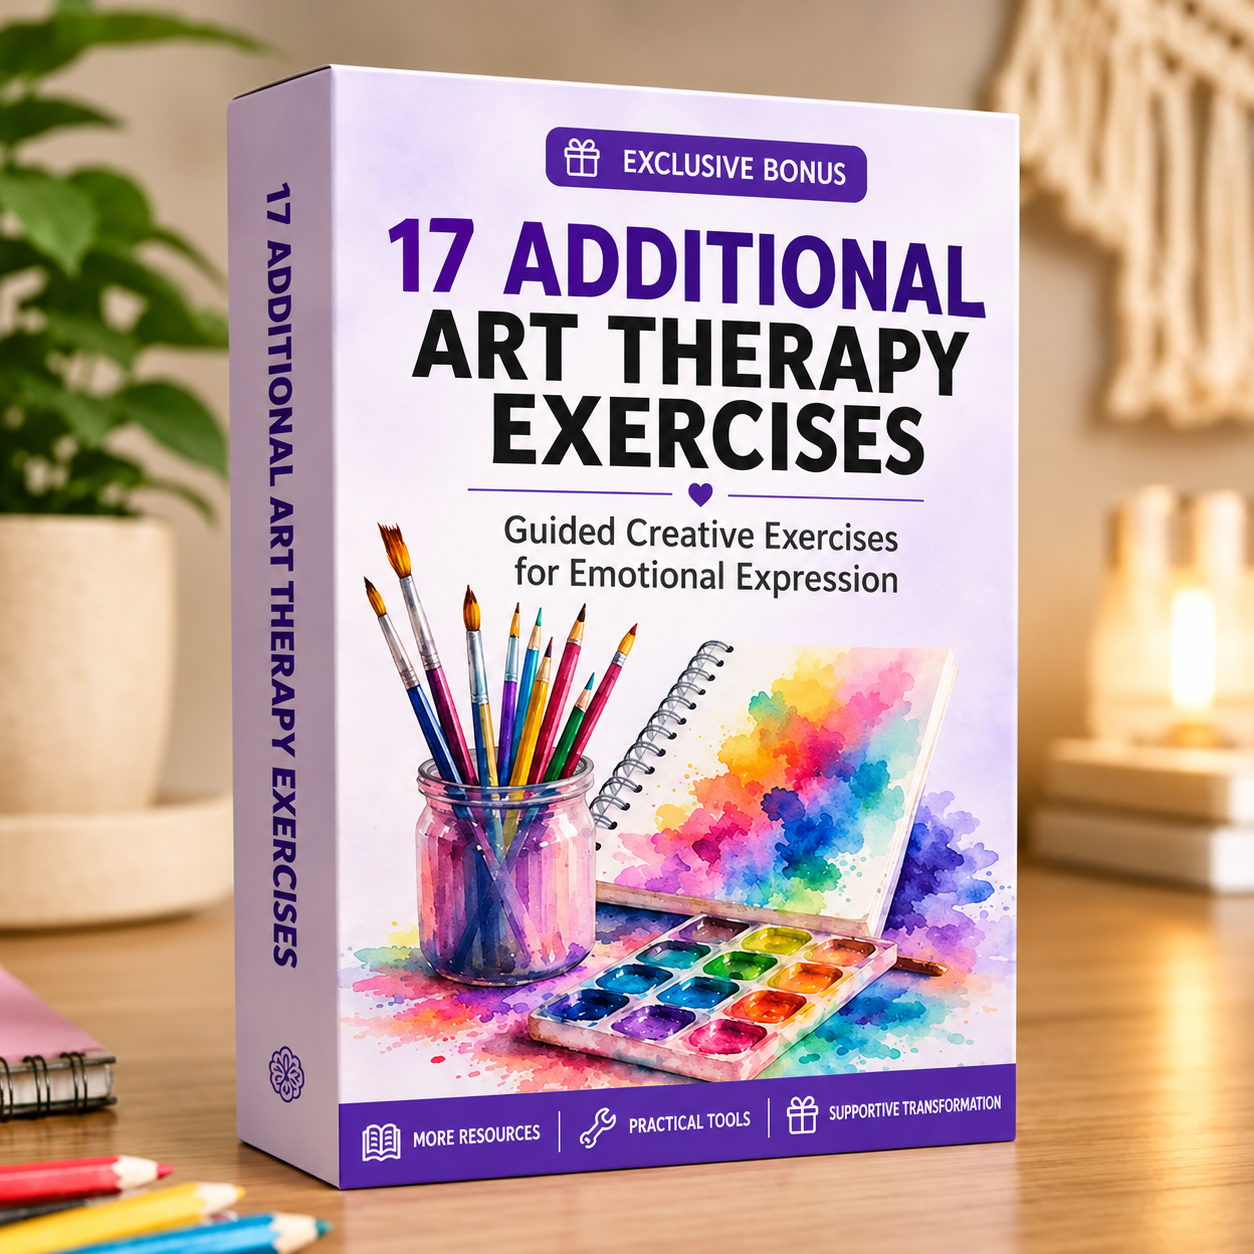 17 ADDITIONAL ART THERAPY EXERCISES
EXCLUSIVE BONUS
17 ADDITIONAL
ART THERAPY
EXERCISES
Guided Creative Exercises
for Emotional Expression
MORE RESOURCES
PRACTICAL TOOLS
SUPPORTIVE TRANSFORMATION